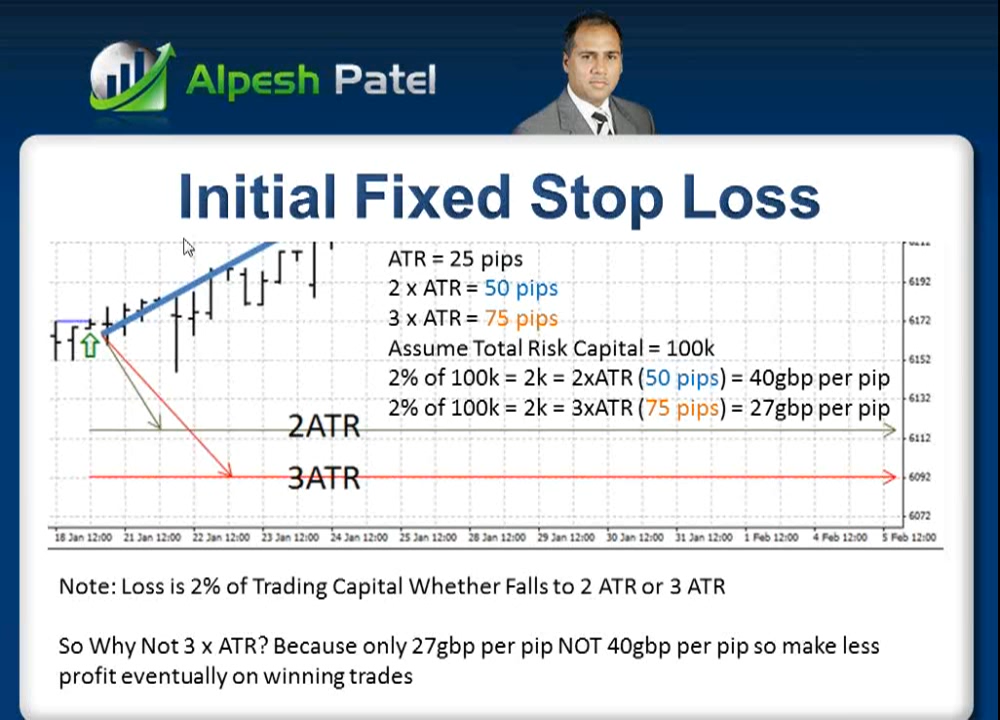 Alpesh Patel
Initial Fixed Stop Loss
ATR = 25 pips
2 x ATR = 50 pips
3 x ATR = 75 pips
Assume Total Risk Capital = 100k
2% of 100k = 2k = 2xATR (50 pips) = 40gbp per pip
2% of 100k = 2k = 3xATR (75 pips) = 27gbp per pip
6192
6172
6152
6132
6112
6092
6072
2ATR
3ATR
18 Jan 12:00 21 Jan 12:00 22 Jan 12:00 23 Jan 12:00 24 Jan 12:00 25 Jan 12:00 28 Jan 12:00 29 Jan 12:00 30 Jan 12:00 31 Jan 12:00 1 Feb 12:00 4 Feb 12:00 5 Feb 12:00
Note: Loss is 2% of Trading Capital Whether Falls to 2 ATR or 3 ATR
So Why Not 3 x ATR? Because only 27gbp per pip NOT 40gbp per pip so make less
profit eventually on winning trades